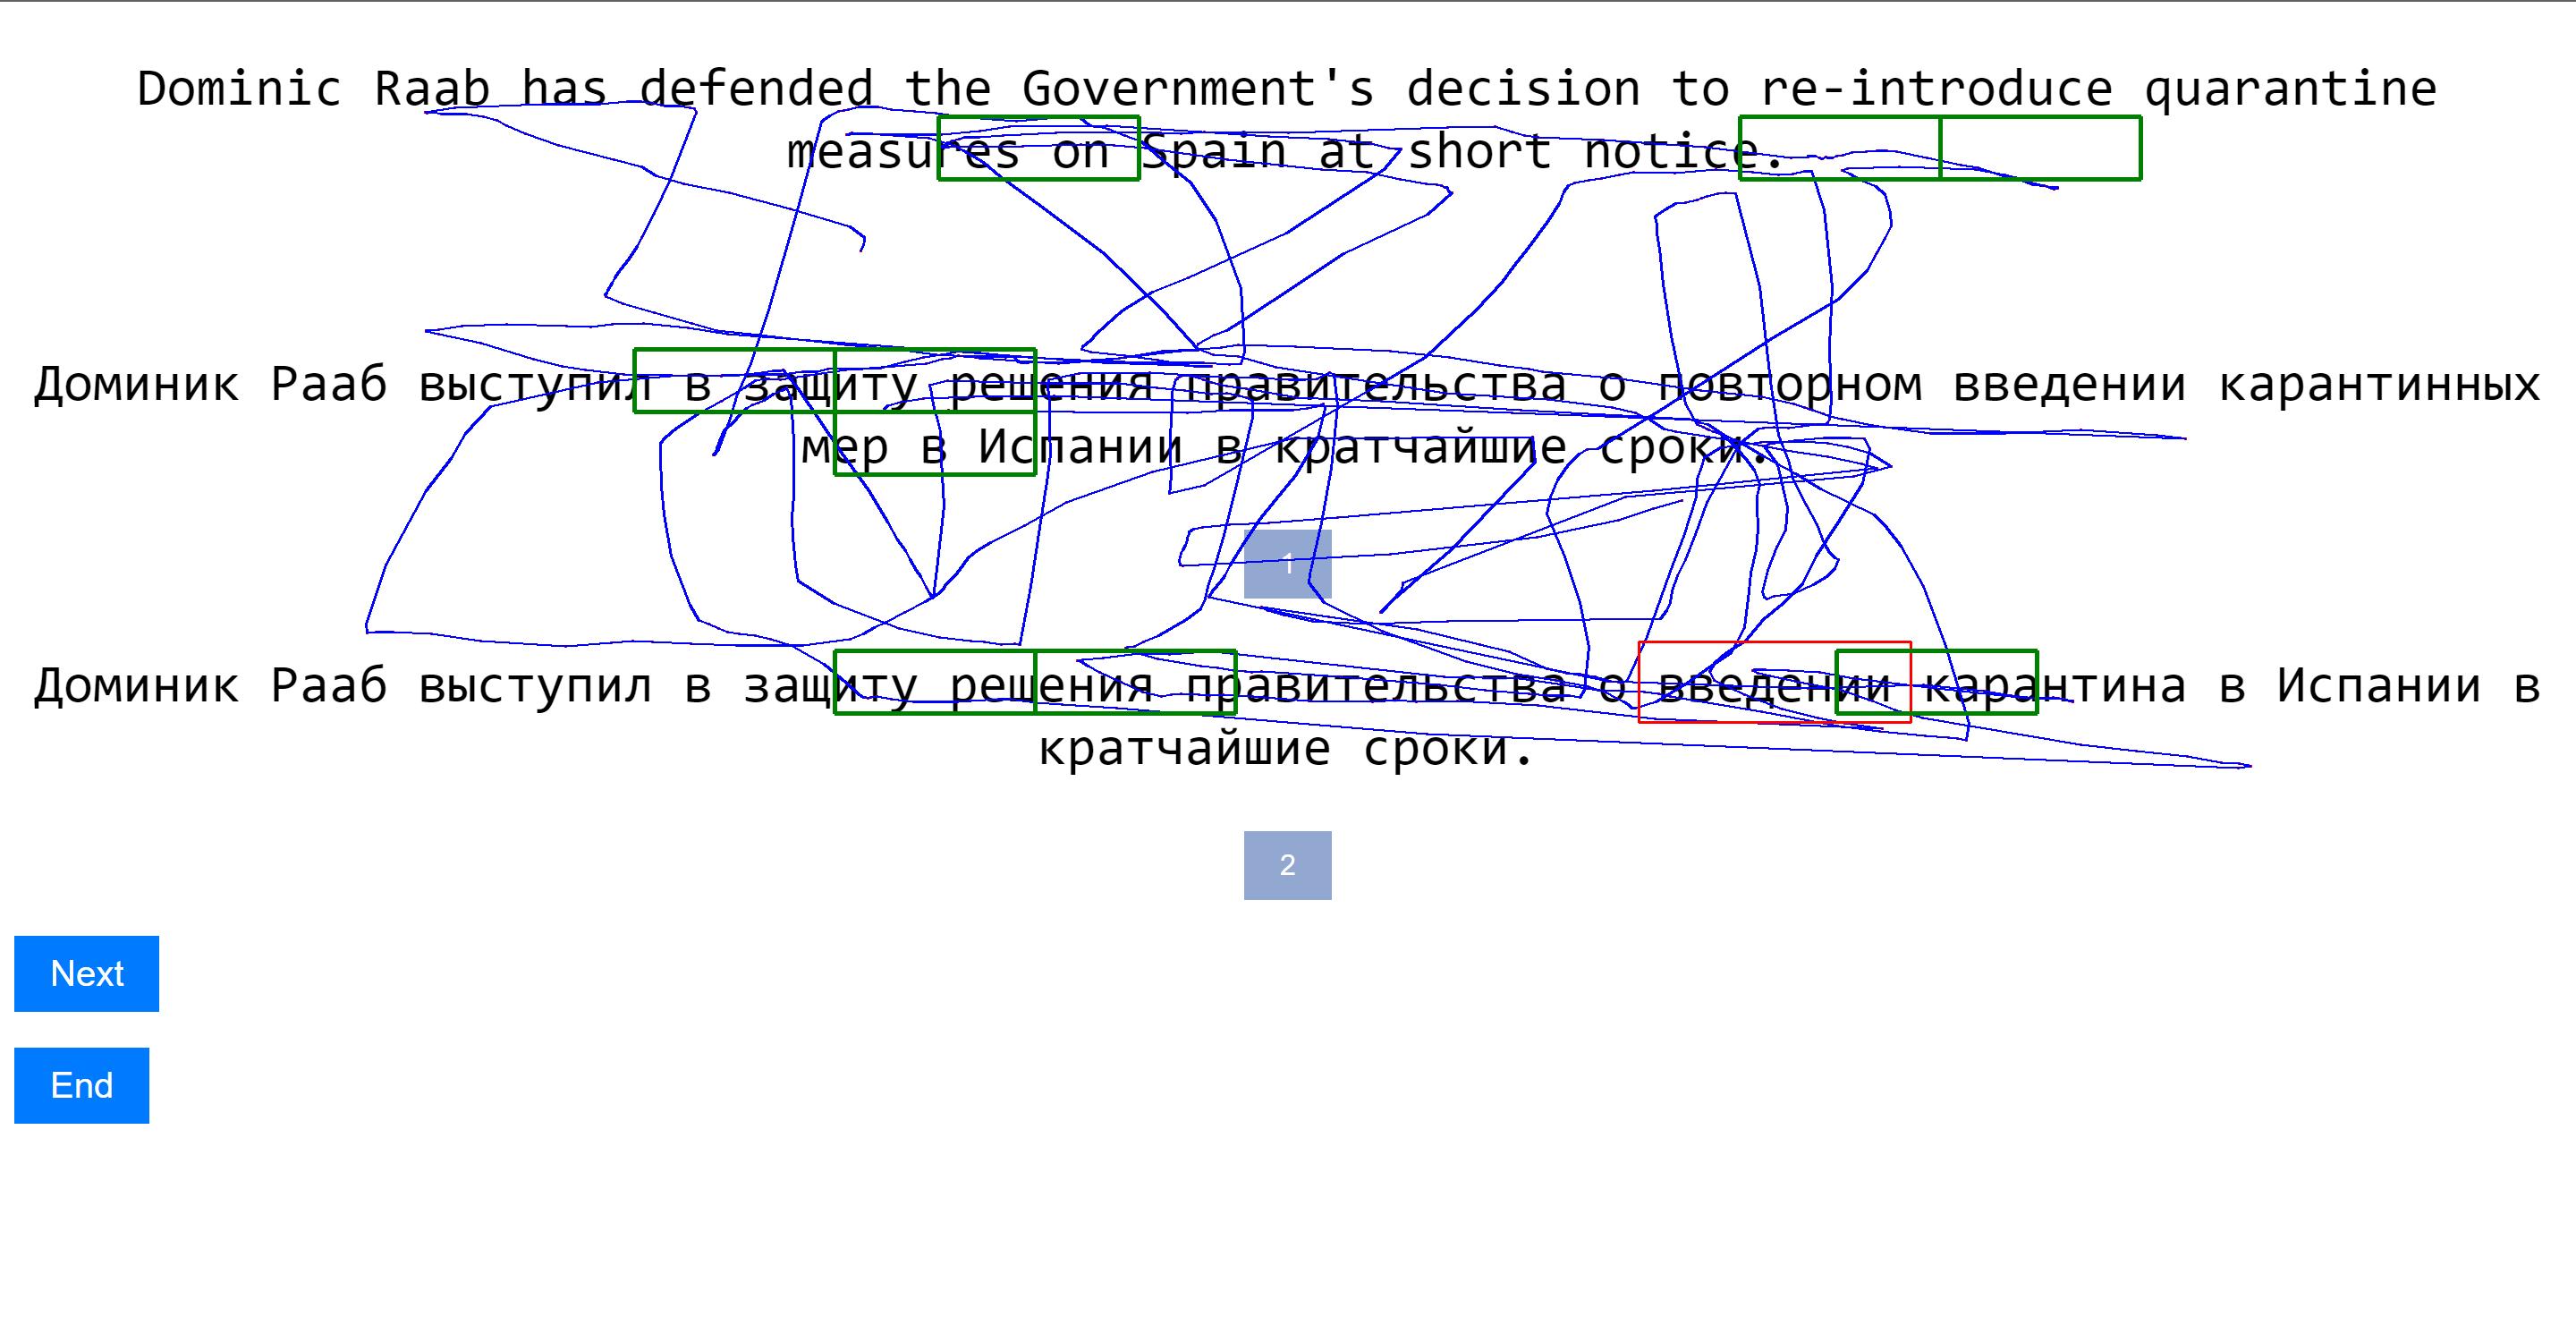 Dominic Raab has defended the Government's decision to re-introduce quarantine
measures on Spain at short notice.
Доминик Рааб выступил в защиту решения правительства о повторном введении карантинных
мер в Испании в кратчайшие сроки.
1
Доминик Рааб выступил в защиту решения правительства о введении карантина в Испании в
кратчайшие сроки.
2
Next
End